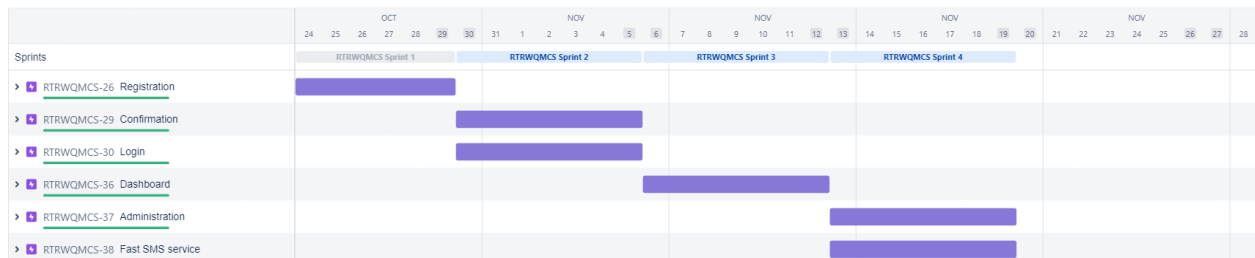 OCT NOV NOV NOV NOV
24 25 26 27 28 29 30 31 1 2 3 4 5 6 7 8 9 10 11 12 13 14 15 16 17 18 19 20 21 22 23 24 25 26 27 28
Sprints RTRWQMCS Sprint 1 RTRWQMCS Sprint 2 RTRWQMCS Sprint 3 RTRWQMCS Sprint 4
RTRWQMCS-26 Registration
RTRWQMCS-29 Confirmation
RTRWQMCS-30 Login
RTRWQMCS-36 Dashboard
RTRWQMCS-37 Administration
RTRWQMCS-38 Fast SMS service